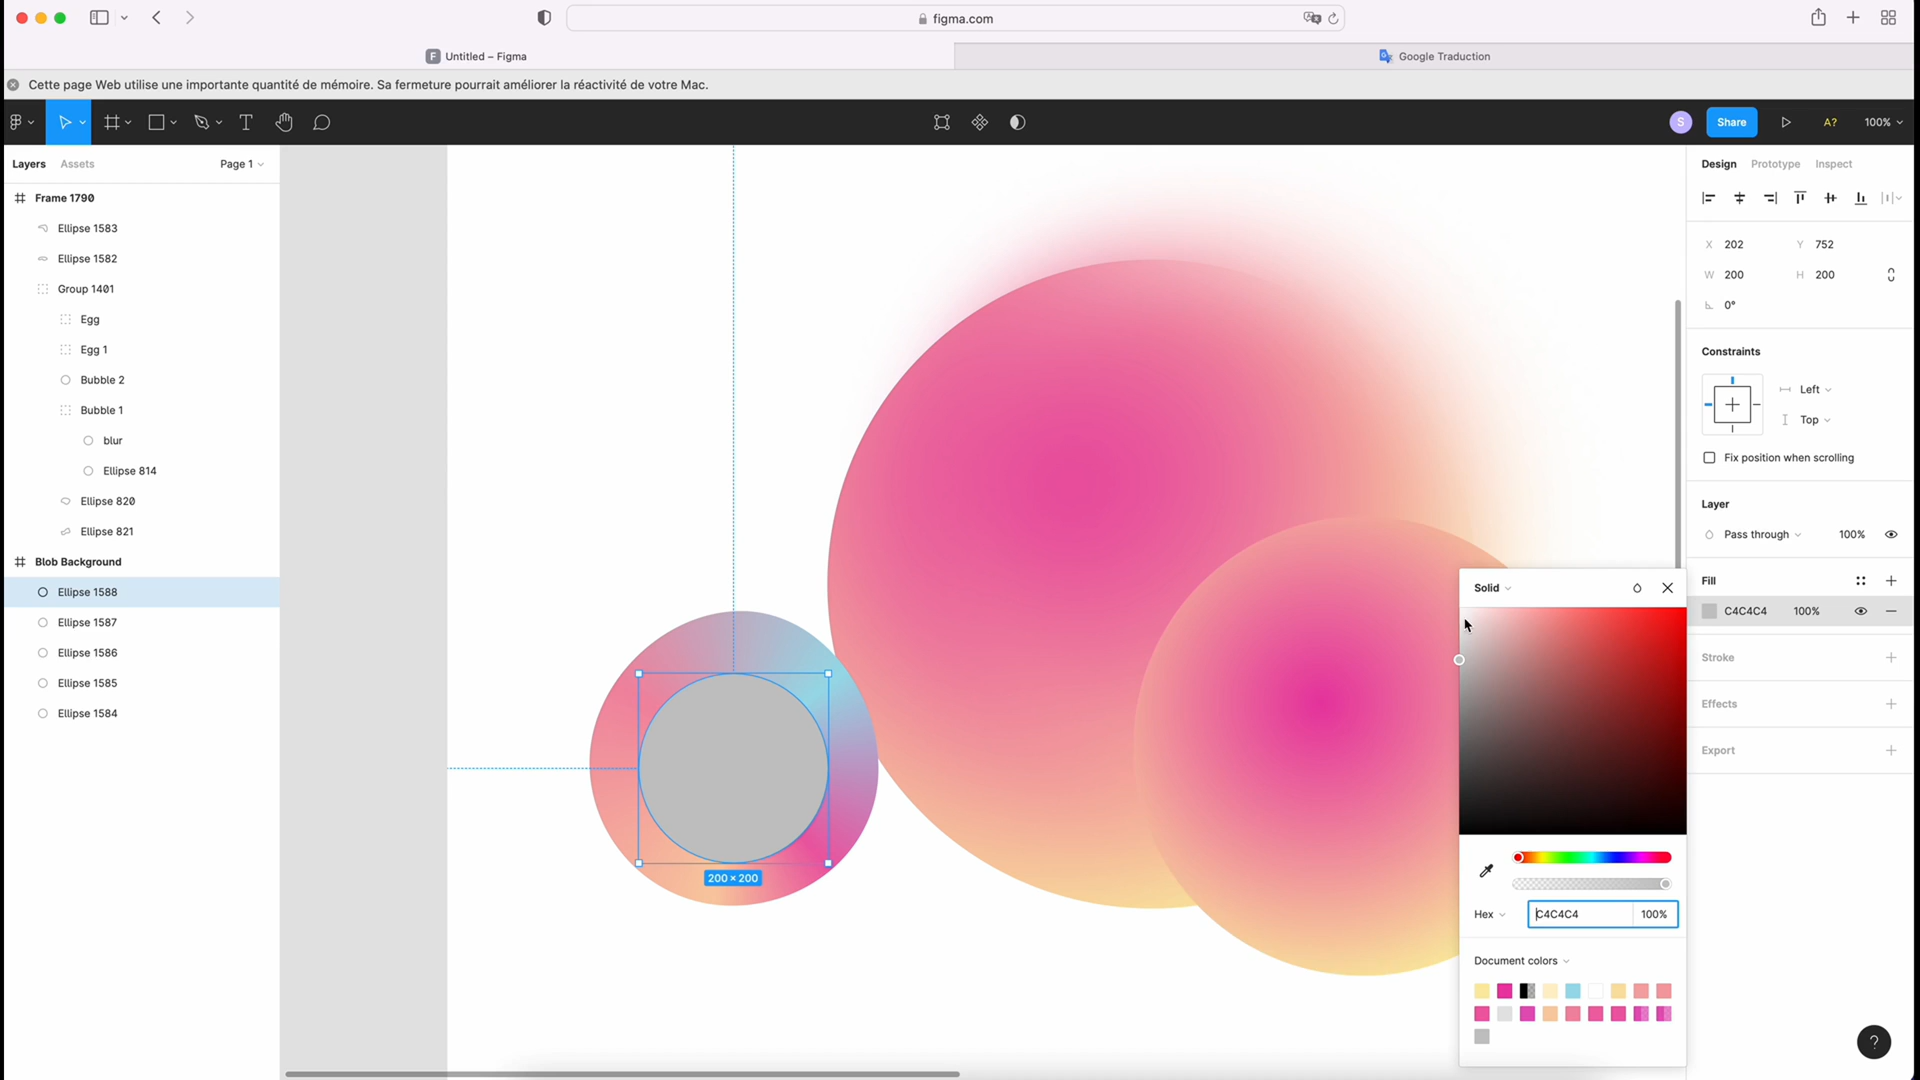 figma.com
Untitled – Figma
Google Traduction
Cette page Web utilise une importante quantité de mémoire. Sa fermeture pourrait améliorer la réactivité de votre Mac.
S
Share
A?
100%
Layers
Assets
Page 1
Design
Prototype
Inspect
Frame 1790
Ellipse 1583
Ellipse 1582
Group 1401
Egg
Egg 1
Bubble 2
Bubble 1
blur
Ellipse 814
Ellipse 820
Ellipse 821
Blob Background
Ellipse 1588
Ellipse 1587
Ellipse 1586
Ellipse 1585
Ellipse 1584
200 × 200
X 202 Y 752
W 200 H 200
0°
Constraints
Left
Top
Fix position when scrolling
Layer
Pass through 100%
Fill
C4C4C4 100%
Stroke
Effects
Export
Solid
Hex C4C4C4 100%
Document colors
?